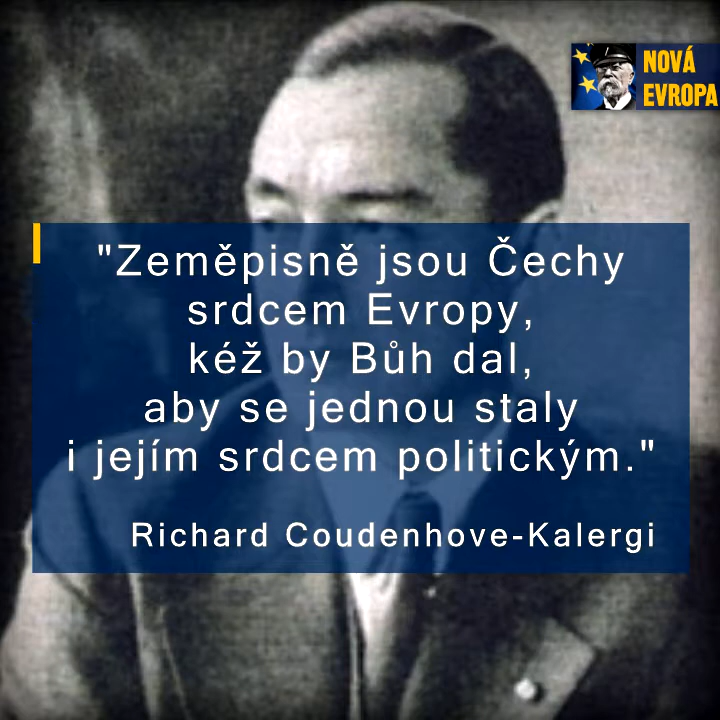 NOVÁ
EVROPA
"Zeměpisně jsou Čechy
srdcem Evropy,
kéž by Bůh dal,
aby se jednou staly
i jejím srdcem politickým."
Richard Coudenhove-Kalergi